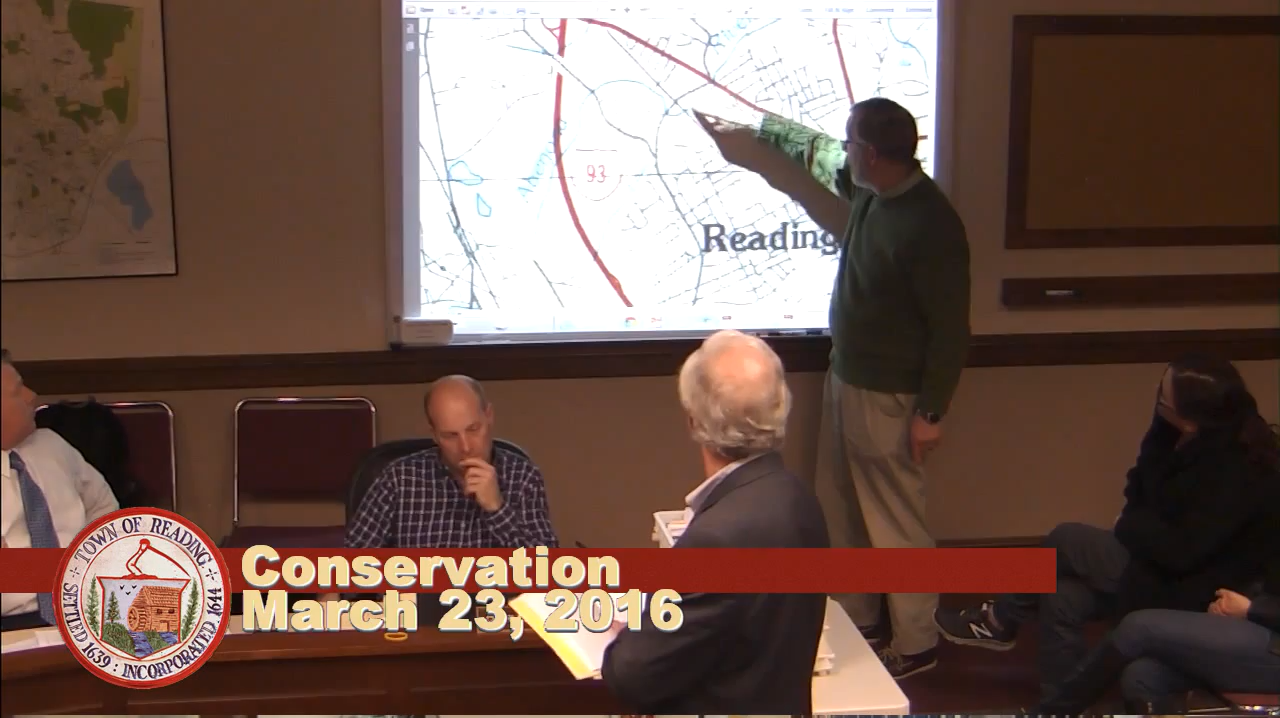 93
Reading
TOWN OF READING
SETTLED 1639 : INCORPORATED 1644
Conservation
March 23, 2016